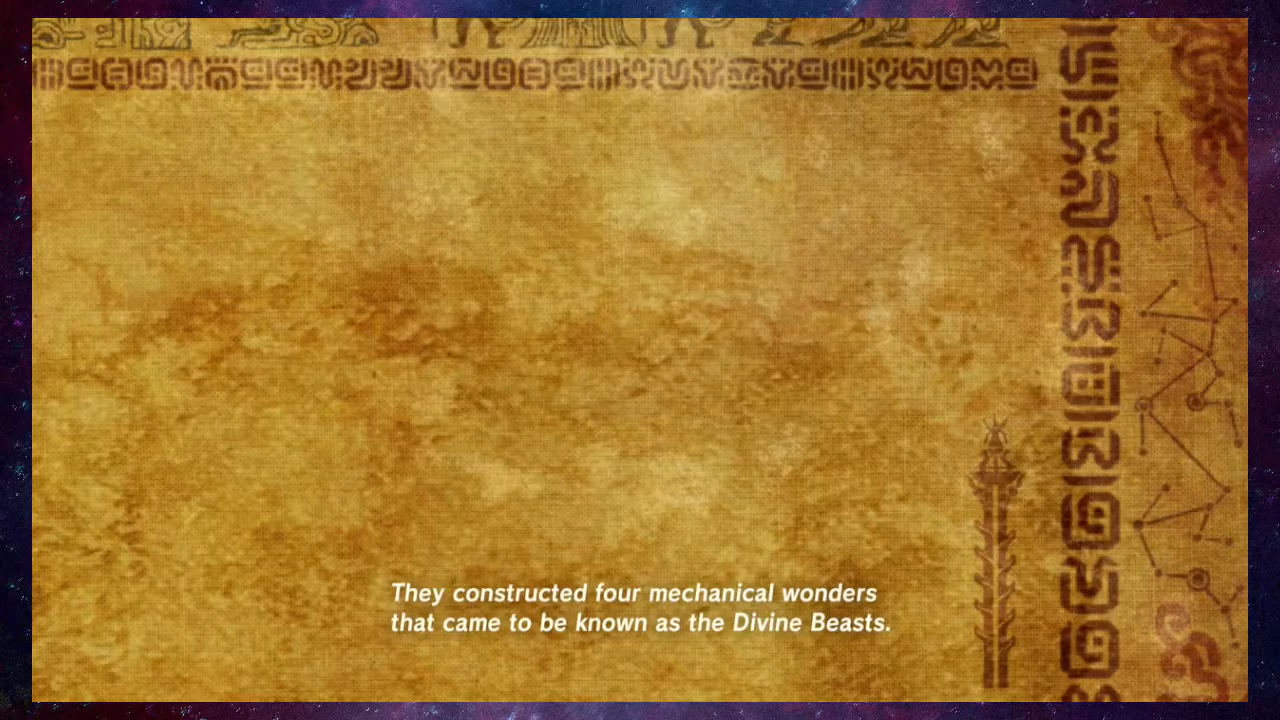 They constructed four mechanical wonders
that came to be known as the Divine Beasts.